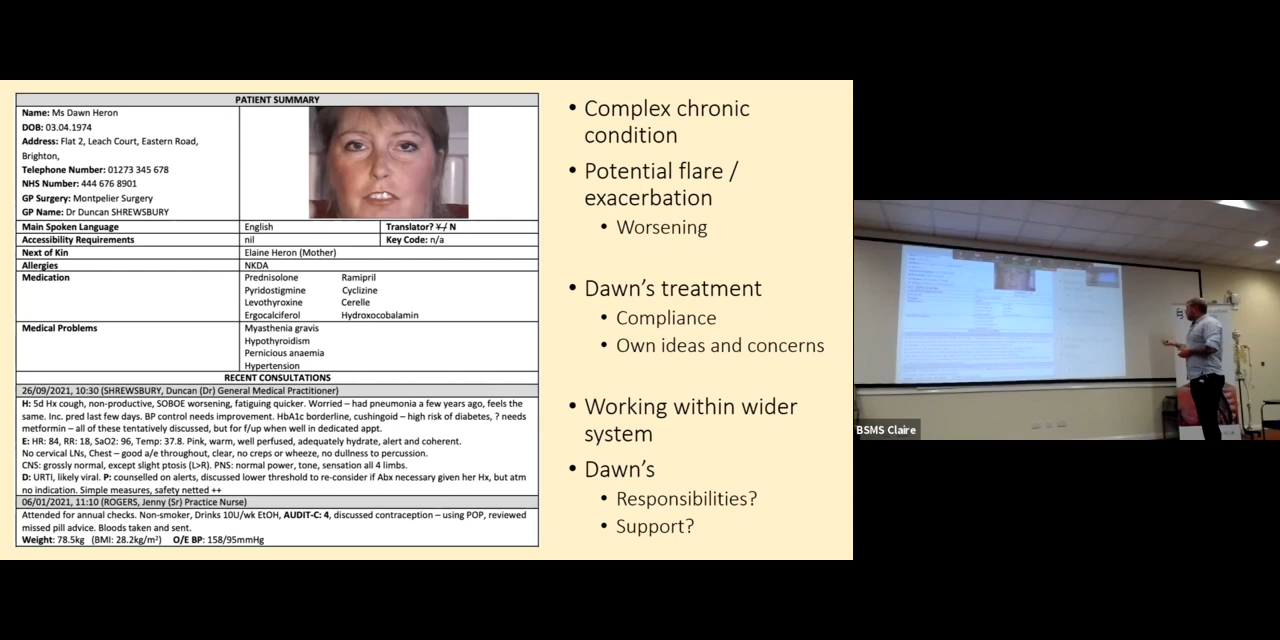 PATIENT SUMMARY
Name: Ms Dawn Heron
DOB: 03.04.1974
Address: Flat 2, Leach Court, Eastern Road,
Brighton,
Telephone Number: 01273 345 678
NHS Number: 444 676 8901
GP Surgery: Montpelier Surgery
GP Name: Dr Duncan SHREWSBURY
Main Spoken Language English Translator? Y / N
Accessibility Requirements nil Key Code: n/a
Next of Kin Elaine Heron (Mother)
Allergies NKDA
Medication Prednisolone Ramipril
Pyridostigmine Cyclizine
Levothyroxine Cerelle
Ergocalciferol Hydroxocobalamin
Medical Problems Myasthenia gravis
Hypothyroidism
Pernicious anaemia
Hypertension
RECENT CONSULTATIONS
26/09/2021, 10:30 (SHREWSBURY, Duncan (Dr) General Medical Practitioner)
H: 5d Hx cough, non-productive, SOBOE worsening, fatiguing quicker. Worried – had pneumonia a few years ago, feels the
same. Inc. pred last few days. BP control needs improvement. HbA1c borderline, cushingoid – high risk of diabetes, ? needs
metformin – all of these tentatively discussed, but for f/up when well in dedicated appt.
E: HR: 84, RR: 18, SaO2: 96, Temp: 37.8. Pink, warm, well perfused, adequately hydrate, alert and coherent.
No cervical LNs, Chest – good a/e throughout, clear, no creps or wheeze, no dullness to percussion.
CNS: grossly normal, except slight ptosis (L>R). PNS: normal power, tone, sensation all 4 limbs.
D: URTI, likely viral. P: counselled on alerts, discussed lower threshold to re-consider if Abx necessary given her Hx, but atm
no indication. Simple measures, safety netted ++
06/01/2021, 11:10 (ROGERS, Jenny (Sr) Practice Nurse)
Attended for annual checks. Non-smoker, Drinks 10U/wk EtOH, AUDIT-C: 4, discussed contraception – using POP, reviewed
missed pill advice. Bloods taken and sent.
Weight: 78.5kg (BMI: 28.2kg/m²) O/E BP: 158/95mmHg
• Complex chronic
condition
• Potential flare /
exacerbation
• Worsening
• Dawn's treatment
• Compliance
• Own ideas and concerns
• Working within wider
system
• Dawn's
• Responsibilities?
• Support?
BSMS Claire